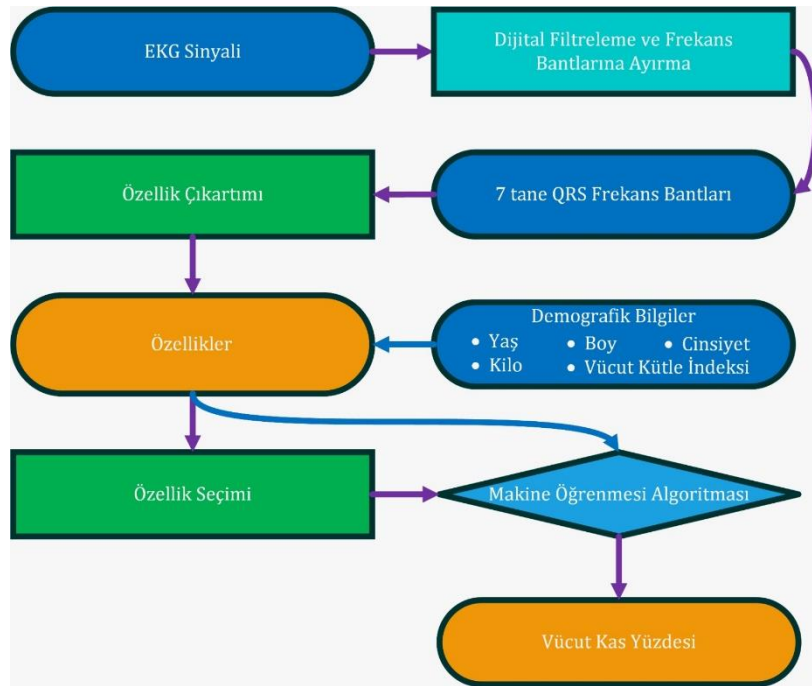 EKG Sinyali
Dijital Filtreleme ve Frekans
Bantlarına Ayırma
Özellik Çıkartımı
7 tane QRS Frekans Bantları
Özellikler
Demografik Bilgiler
• Yaş • Boy • Cinsiyet
• Kilo • Vücut Kütle İndeksi
Özellik Seçimi
Makine Öğrenmesi Algoritması
Vücut Kas Yüzdesi